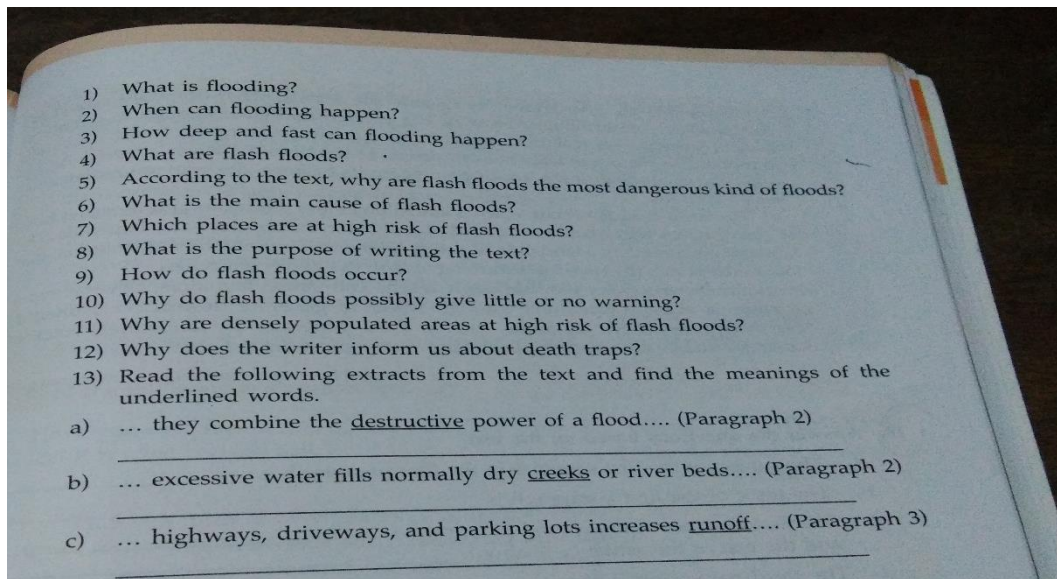 1) What is flooding?
2) When can flooding happen?
3) How deep and fast can flooding happen?
4) What are flash floods?
5) According to the text, why are flash floods the most dangerous kind of floods?
6) What is the main cause of flash floods?
7) Which places are at high risk of flash floods?
8) What is the purpose of writing the text?
9) How do flash floods occur?
10) Why do flash floods possibly give little or no warning?
11) Why are densely populated areas at high risk of flash floods?
12) Why does the writer inform us about death traps?
13) Read the following extracts from the text and find the meanings of the
underlined words.
a) ... they combine the destructive power of a flood.... (Paragraph 2)
b) ... excessive water fills normally dry creeks or river beds.... (Paragraph 2)
c) ... highways, driveways, and parking lots increases runoff.... (Paragraph 3)